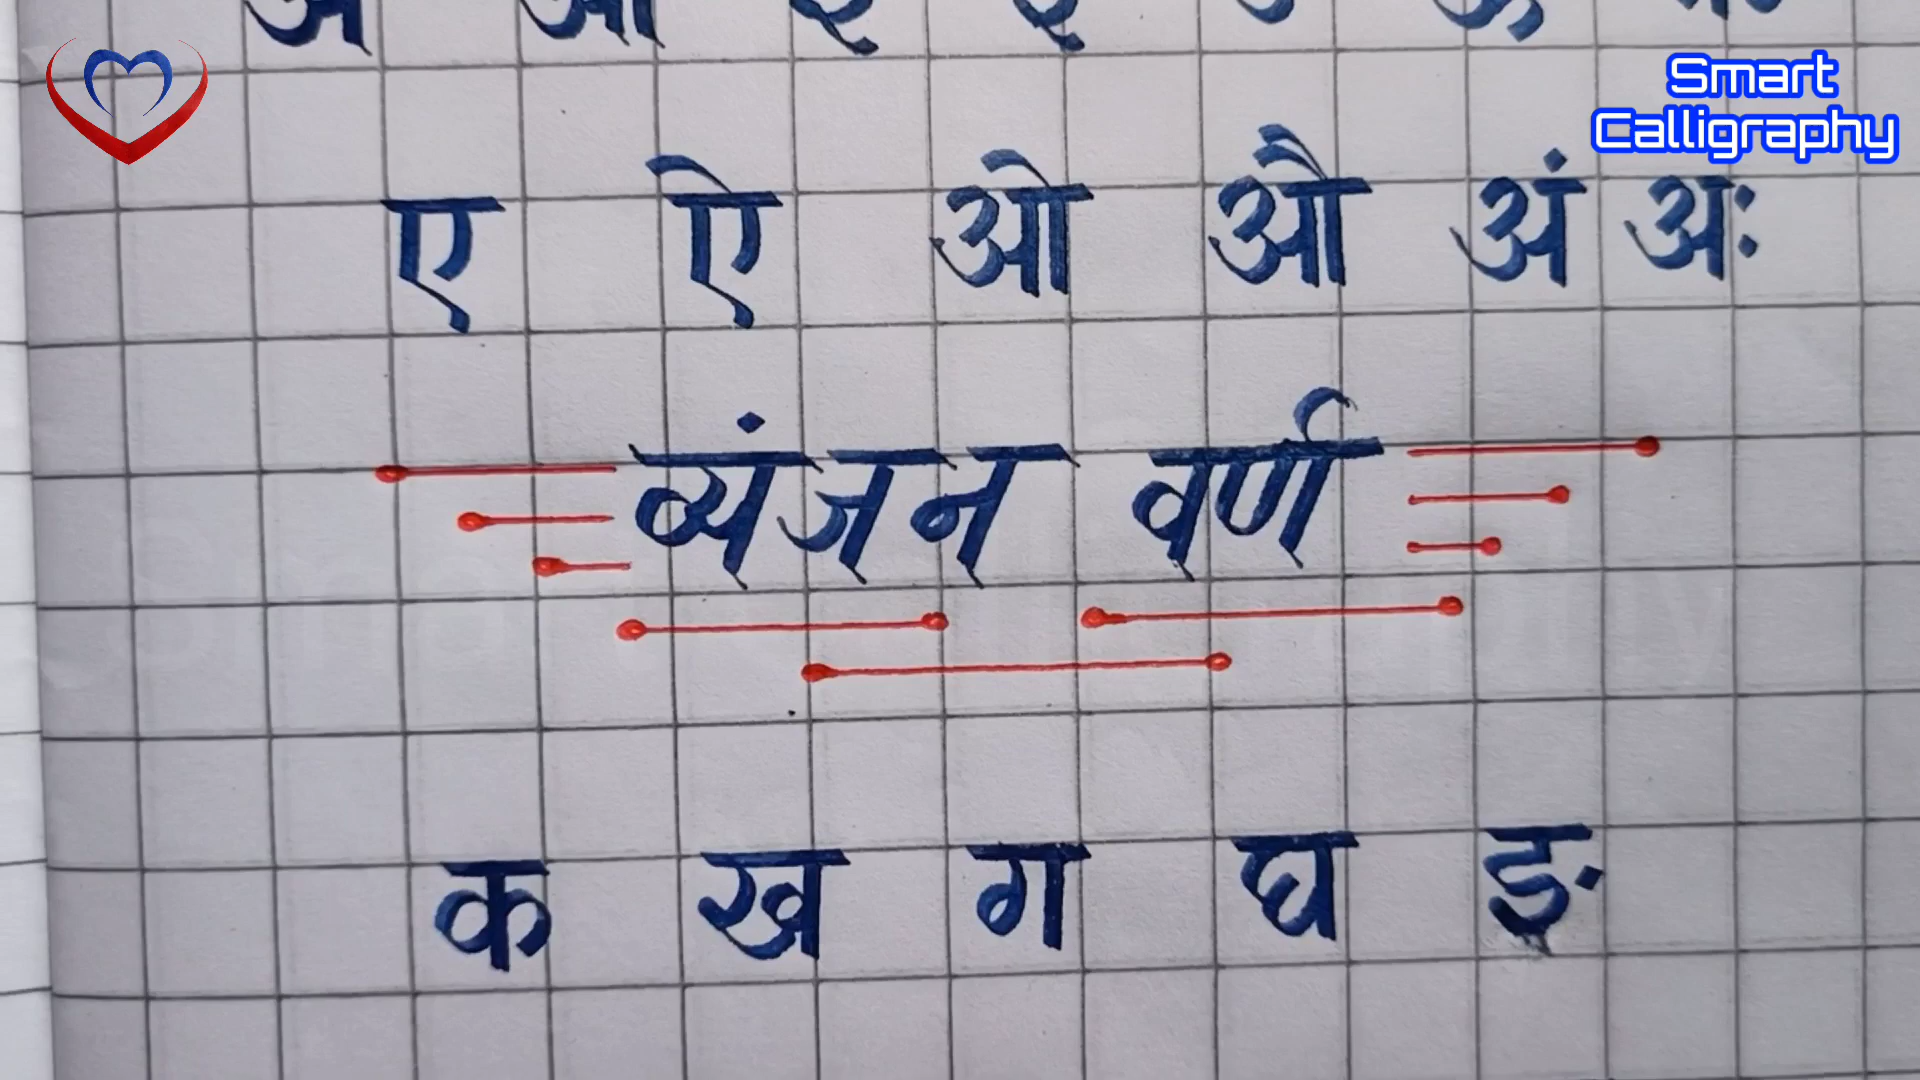 अ आ इ ई उ ऊ
Smart
Calligraphy
ए ऐ ओ औ अं अः
व्यंजन वर्ण
क ख ग घ ङ